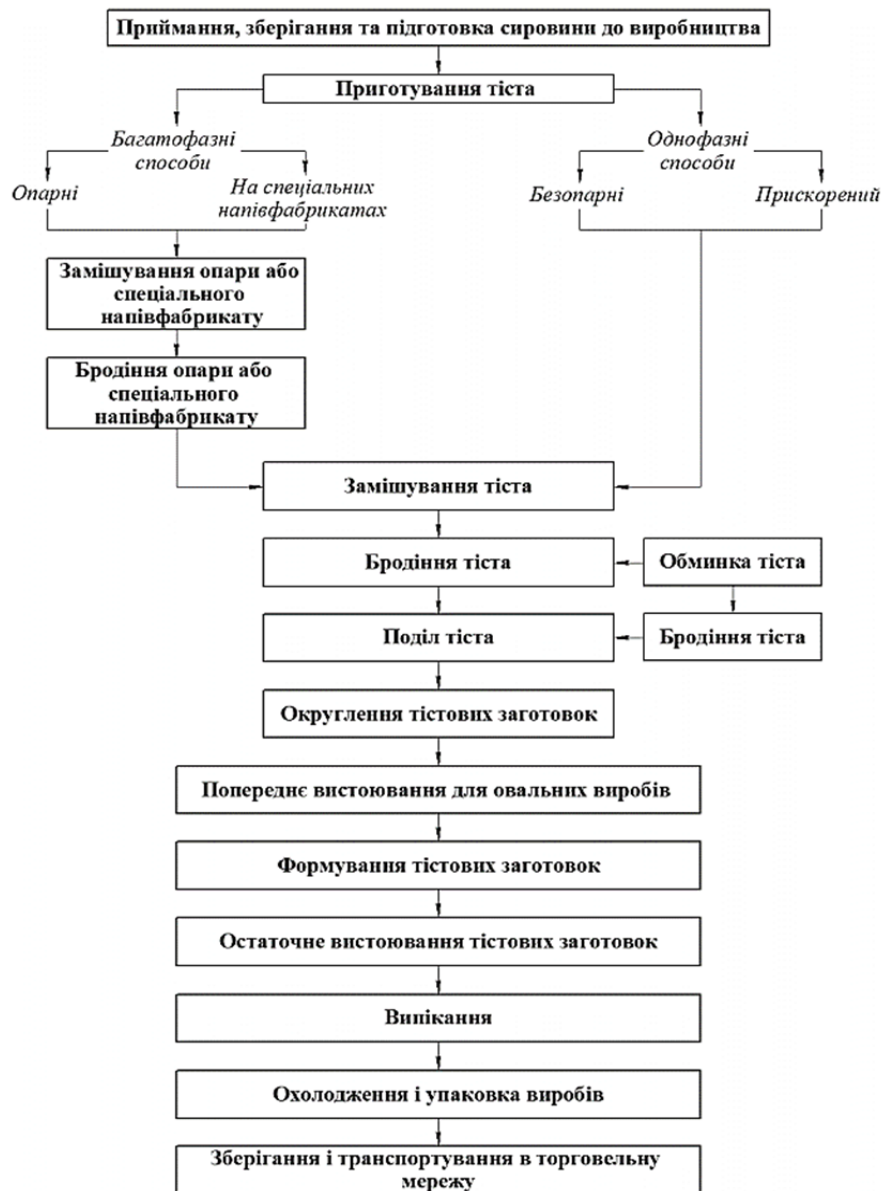 Приймання, зберігання та підготовка сировини до виробництва
Приготування тіста
Багатофазні
способи
Однофазні
способи
Опарні
На спеціальних
напівфабрикатах
Безопарні
Прискорений
Замішування опари або
спеціального
напівфабрикату
Бродіння опари або
спеціального
напівфабрикату
Замішування тіста
Бродіння тіста
Обминка тіста
Поділ тіста
Бродіння тіста
Округлення тістових заготовок
Попереднє вистоювання для овальних виробів
Формування тістових заготовок
Остаточне вистоювання тістових заготовок
Випікання
Охолодження і упаковка виробів
Зберігання і транспортування в торговельну
мережу